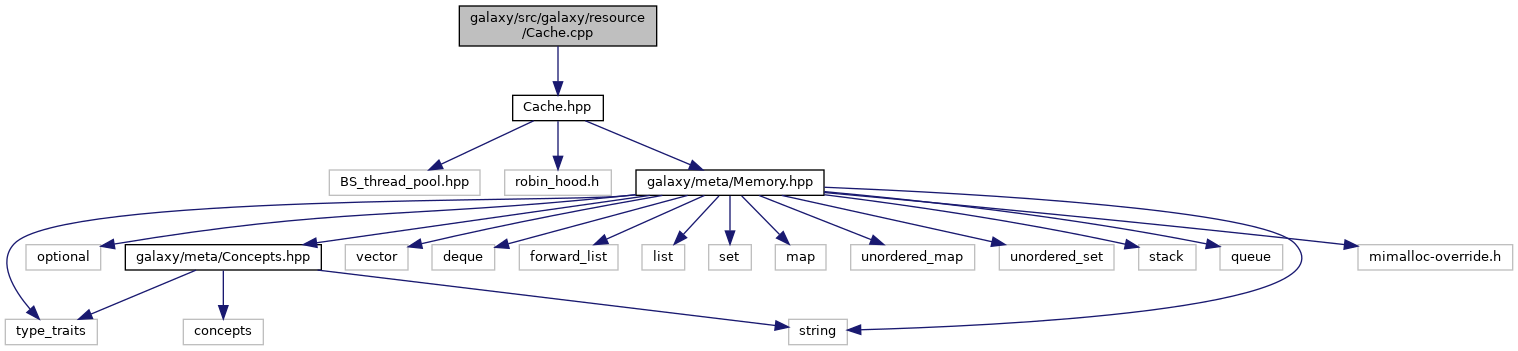 galaxy/src/galaxy/resource
/Cache.cpp
Cache.hpp
BS_thread_pool.hpp
robin_hood.h
galaxy/meta/Memory.hpp
optional
galaxy/meta/Concepts.hpp
vector
deque
forward_list
list
set
map
unordered_map
unordered_set
stack
queue
mimalloc-override.h
type_traits
concepts
string